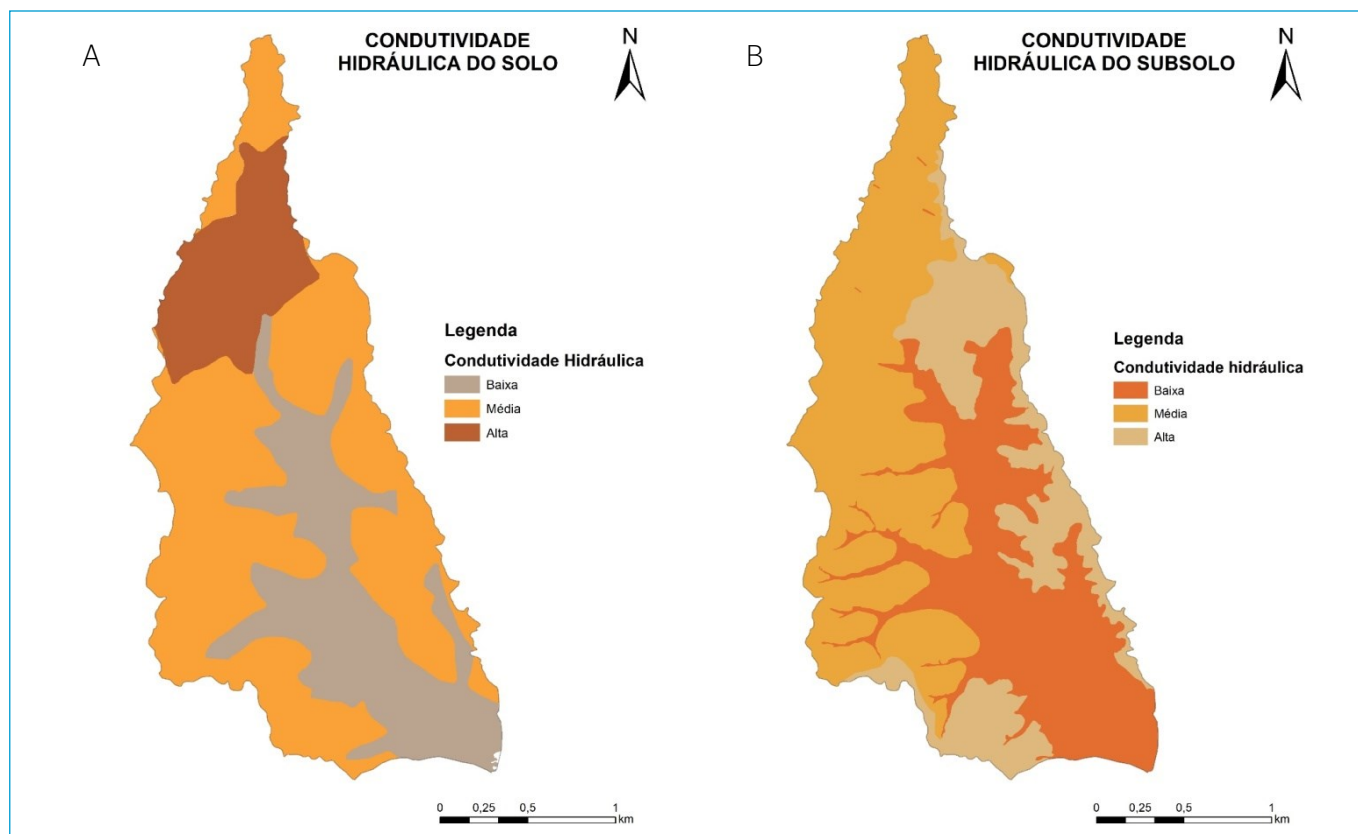 A
CONDUTIVIDADE
HIDRÁULICA DO SOLO
N
Legenda
Condutividade Hidráulica
Baixa
Média
Alta
0 0,25 0,5 1
km
B
CONDUTIVIDADE
HIDRÁULICA DO SUBSOLO
N
Legenda
Condutividade hidráulica
Baixa
Média
Alta
0 0,25 0,5 1
km